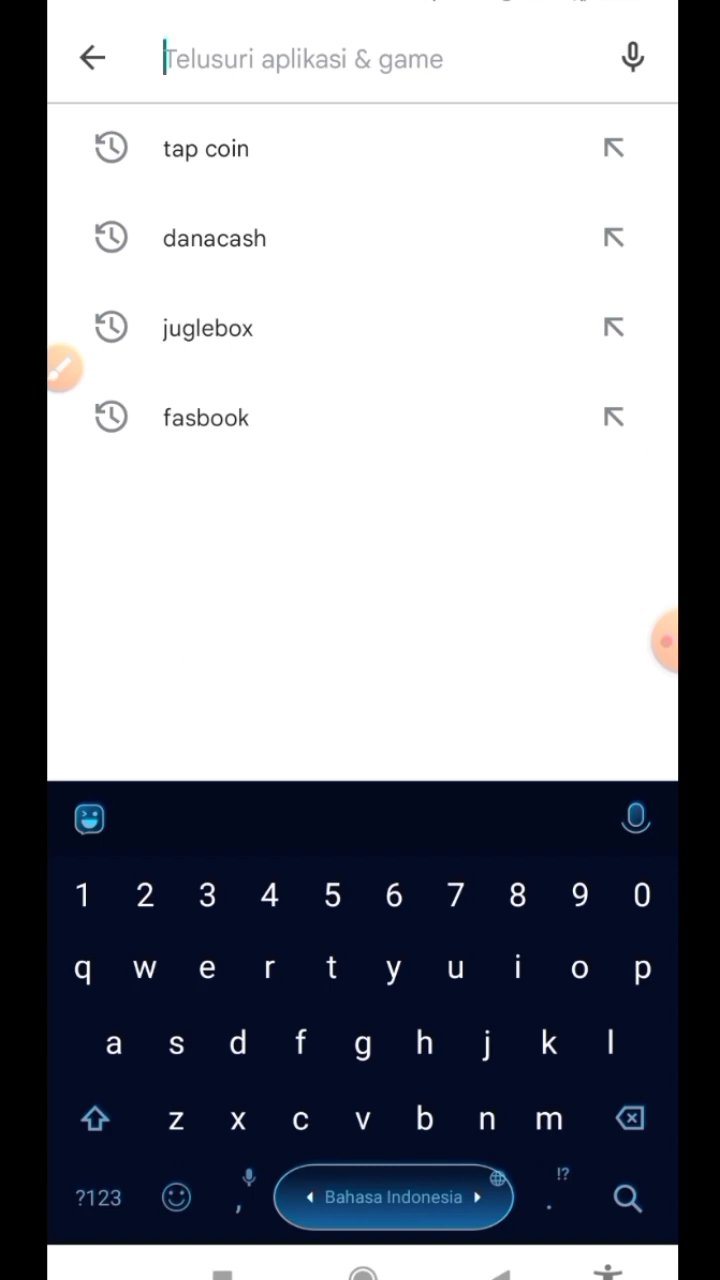 Telusuri aplikasi & game
tap coin
danacash
juglebox
fasbook
1 2 3 4 5 6 7 8 9 0
q w e r t y u i o p
a s d f g h j k l
z x c v b n m
?123 , Bahasa Indonesia . !?